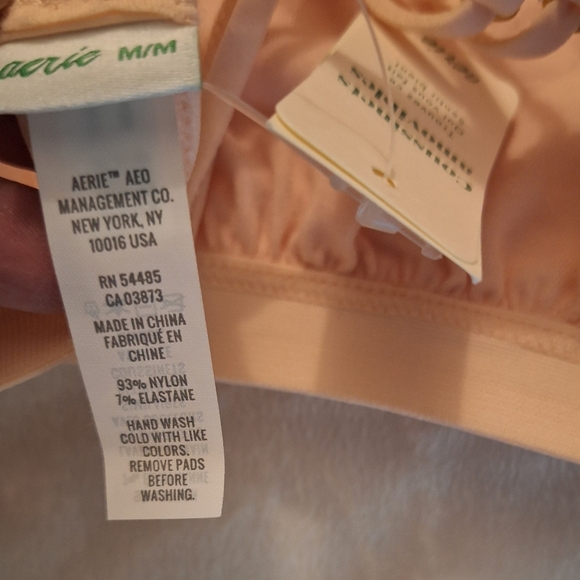 aerie M/M
AERIE™ AEO
MANAGEMENT CO.
NEW YORK, NY
10016 USA
RN 54485
CA 03873
MADE IN CHINA
FABRIQUÉ EN
CHINE
93% NYLON
7% ELASTANE
HAND WASH
COLD WITH LIKE
COLORS.
REMOVE PADS
BEFORE
WASHING.